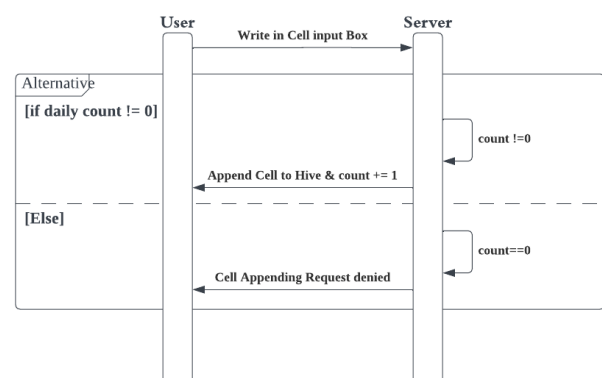 User
Server
Write in Cell input Box
Alternative
[if daily count != 0]
count !=0
Append Cell to Hive & count += 1
[Else]
count==0
Cell Appending Request denied